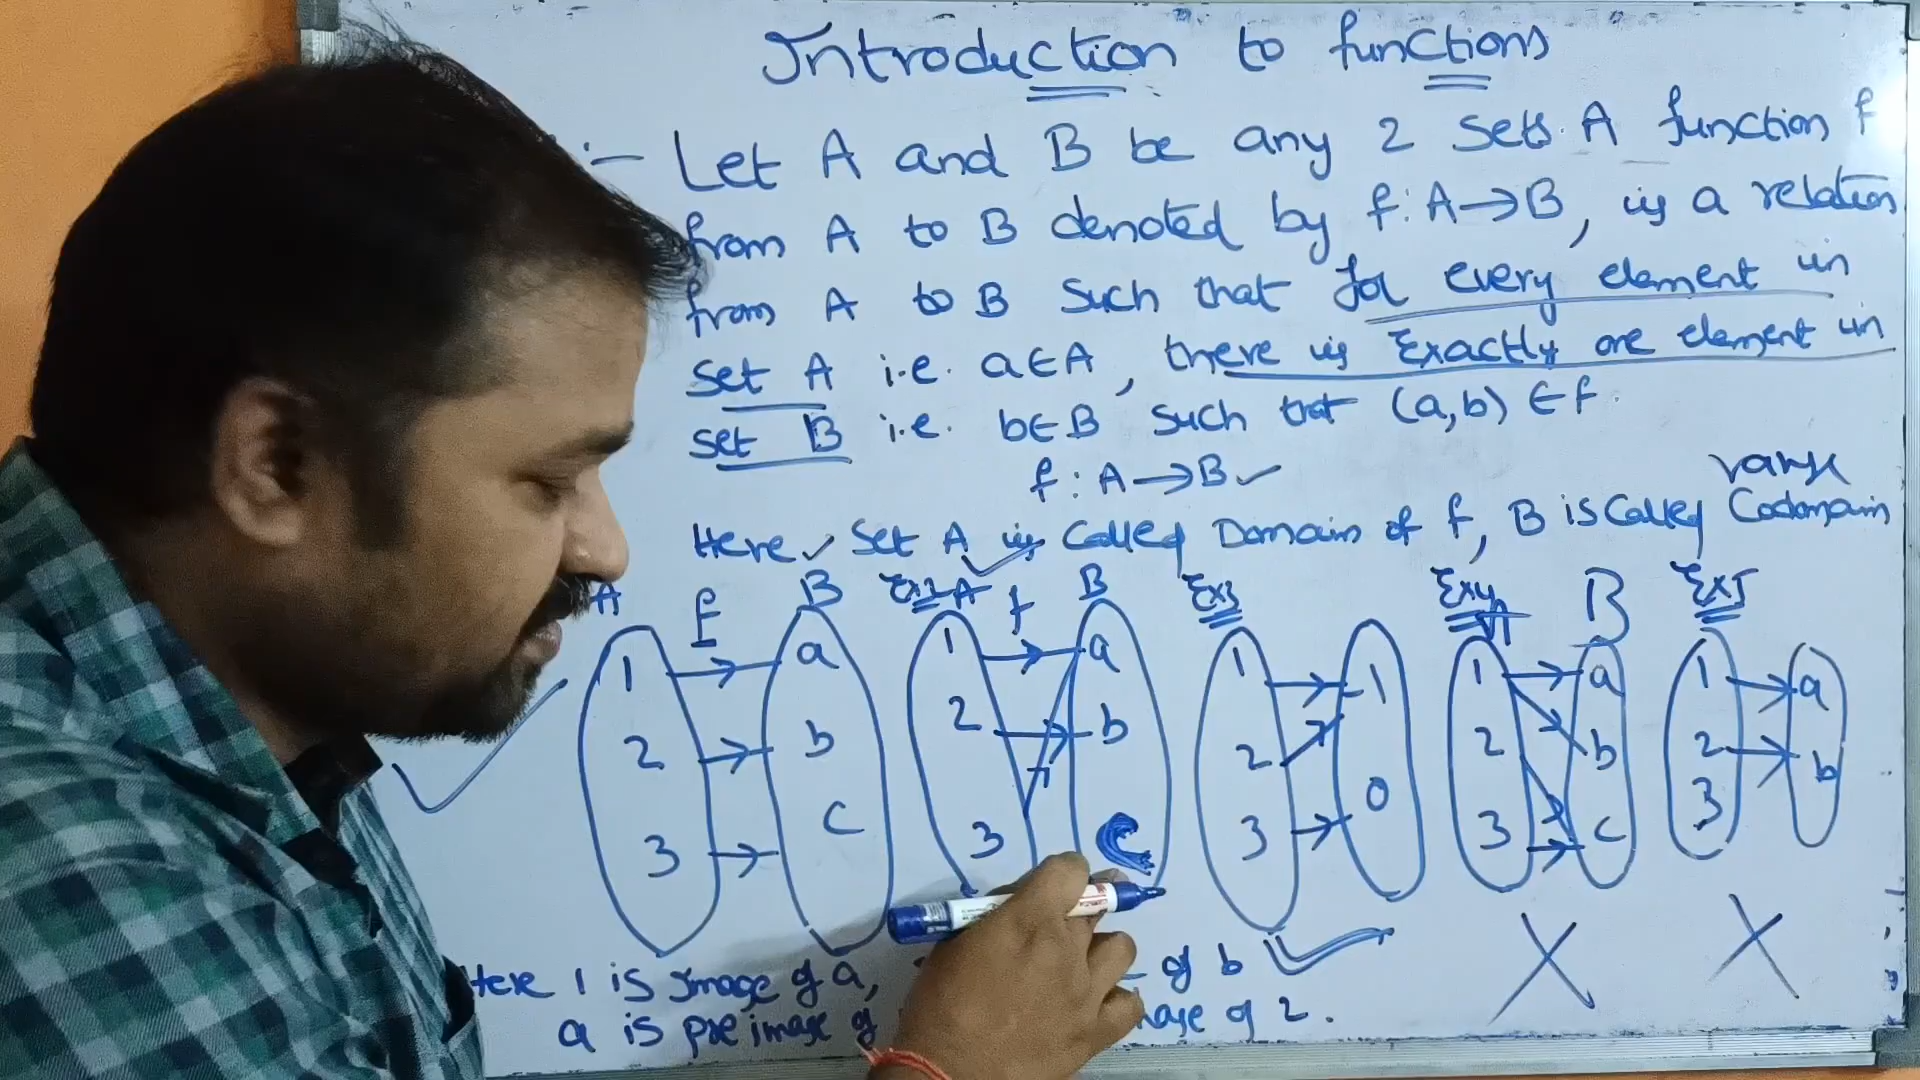 Introduction to functions
:- Let A and B be any 2 sets. A function f
from A to B denoted by f: A→B, is a relation
from A to B such that for every element in
set A i.e. a∈A, there is Exactly one element in
set B i.e. b∈B such that (a,b) ∈ f.
f : A→B ✓
range
Here ✓ Set A is Called Domain of f, B is Called Codomain
A f B Ex2 A f B Ex3 Ex4 A B Ex5
1 a 1 a 1 1 1 a 1 a
2 b 2 b 2 0 2 b 2 b
3 c 3 c 3 3 c 3
Here 1 is Image of a, of b
a is pre image of of 2.